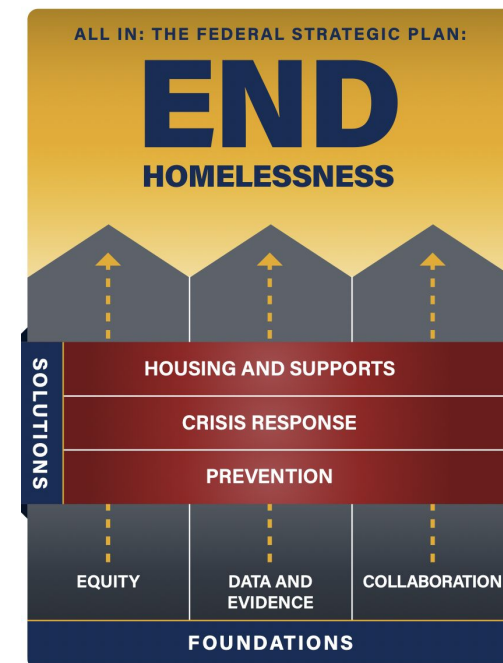 ALL IN: THE FEDERAL STRATEGIC PLAN:
END
HOMELESSNESS
SOLUTIONS
HOUSING AND SUPPORTS
CRISIS RESPONSE
PREVENTION
EQUITY
DATA AND
EVIDENCE
COLLABORATION
FOUNDATIONS